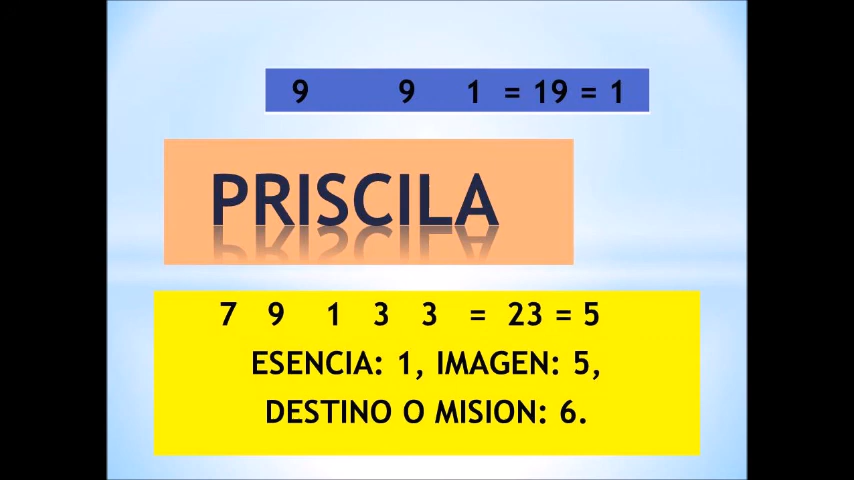 9 9 1 = 19 = 1
PRISCILA
7 9 1 3 3 = 23 = 5
ESENCIA: 1, IMAGEN: 5,
DESTINO O MISION: 6.